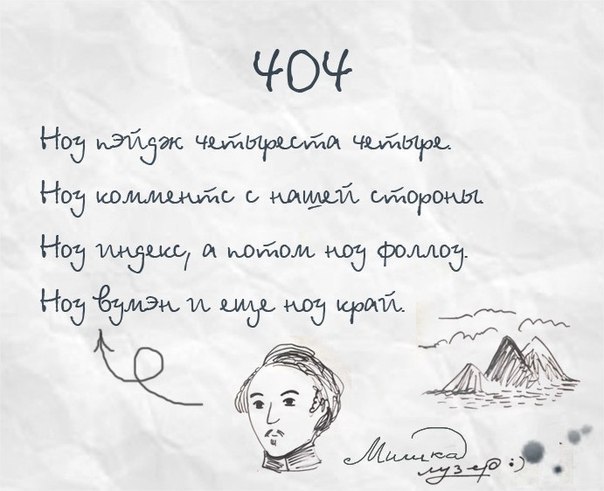 404
Ноу пэйдж четыреста четыре.
Ноу комментс с нашей стороны.
Ноу индекс, а потом ноу фоллоу.
Ноу вумэн и еще ноу край.
Мишка
лузер :)